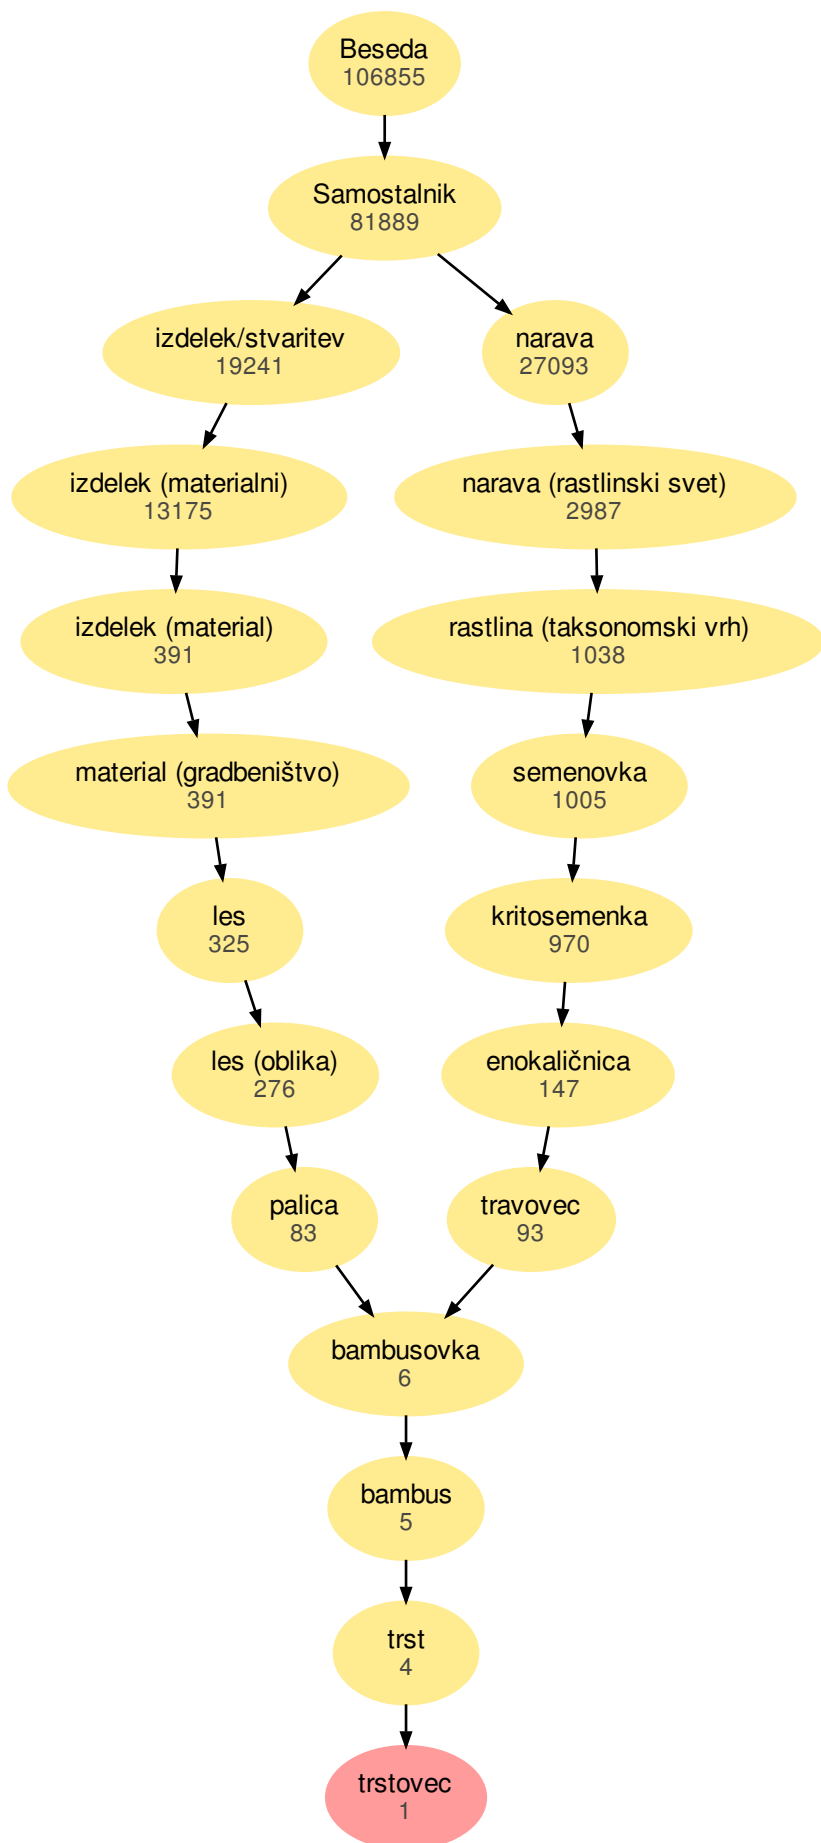 Beseda
106855
Samostalnik
81889
izdelek/stvaritev
19241
narava
27093
izdelek (materialni)
13175
narava (rastlinski svet)
2987
izdelek (material)
391
rastlina (taksonomski vrh)
1038
material (gradbeništvo)
391
semenovka
1005
les
325
kritosemenka
970
les (oblika)
276
enokaličnica
147
palica
83
travovec
93
bambusovka
6
bambus
5
trst
4
trstovec
1